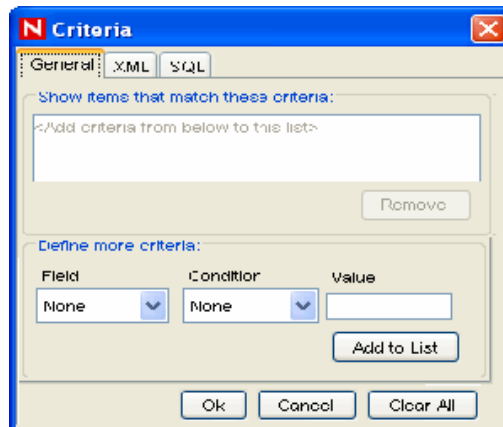 N Criteria
General XML SQL
Show items that match these criteria:
<Add criteria from below to this list>
Remove
Define more criteria:
Field Condition Value
None None
Add to List
Ok Cancel Clear All